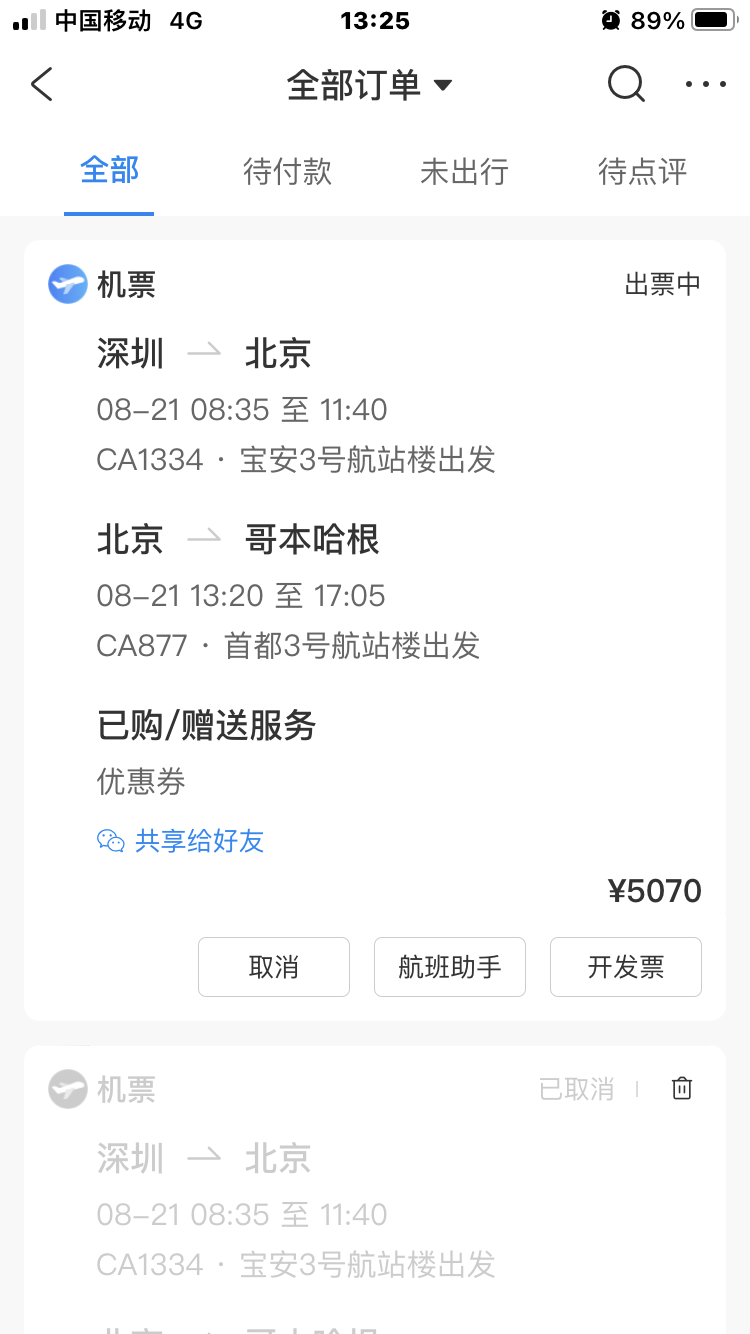 中国移动 4G 13:25 89%
全部订单
全部 待付款 未出行 待点评
机票 出票中
深圳 北京
08-21 08:35 至 11:40
CA1334 · 宝安3号航站楼出发
北京 哥本哈根
08-21 13:20 至 17:05
CA877 · 首都3号航站楼出发
已购/赠送服务
优惠券
共享给好友
¥5070
取消 航班助手 开发票
机票 已取消
深圳 北京
08-21 08:35 至 11:40
CA1334 · 宝安3号航站楼出发